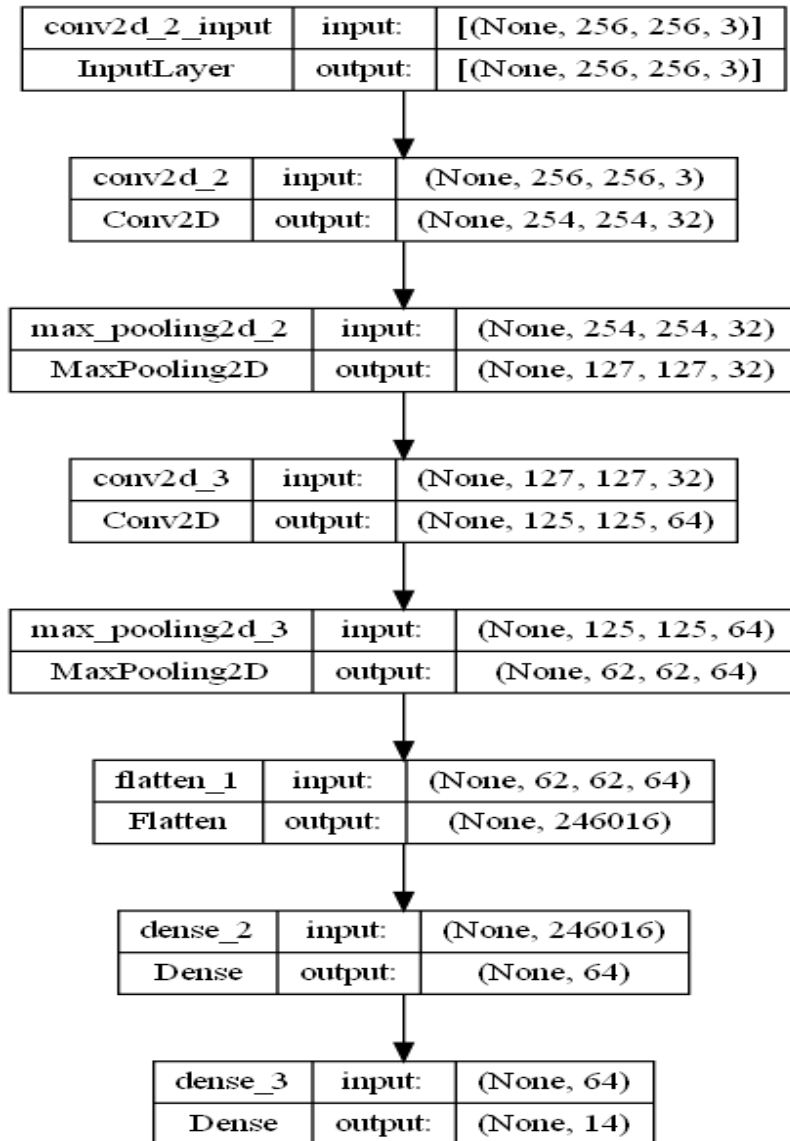 conv2d_2_input input: [(None, 256, 256, 3)]
InputLayer output: [(None, 256, 256, 3)]
conv2d_2 input: (None, 256, 256, 3)
Conv2D output: (None, 254, 254, 32)
max_pooling2d_2 input: (None, 254, 254, 32)
MaxPooling2D output: (None, 127, 127, 32)
conv2d_3 input: (None, 127, 127, 32)
Conv2D output: (None, 125, 125, 64)
max_pooling2d_3 input: (None, 125, 125, 64)
MaxPooling2D output: (None, 62, 62, 64)
flatten_1 input: (None, 62, 62, 64)
Flatten output: (None, 246016)
dense_2 input: (None, 246016)
Dense output: (None, 64)
dense_3 input: (None, 64)
Dense output: (None, 14)